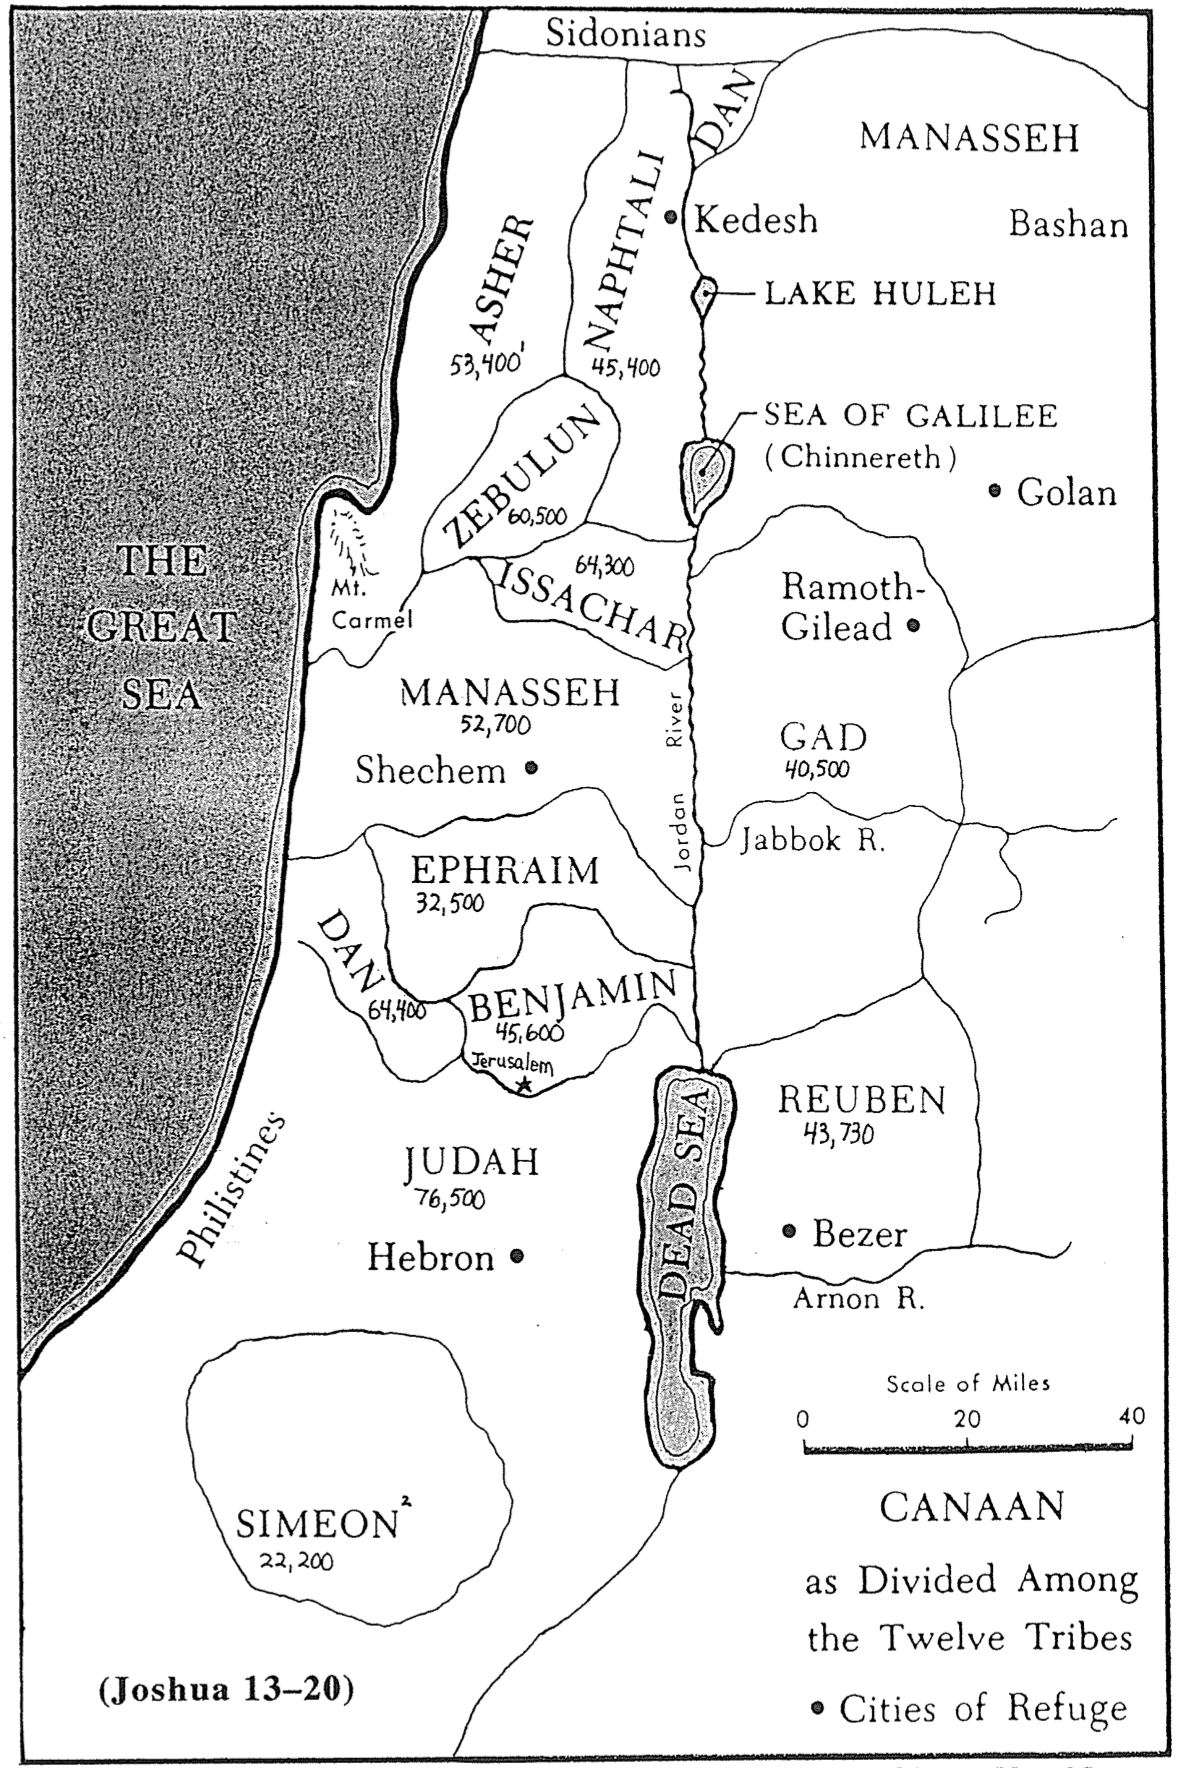 Sidonians
DAN
MANASSEH
NAPHTALI
45,400
Kedesh
Bashan
ASHER
53,400¹
LAKE HULEH
SEA OF GALILEE
(Chinnereth)
Golan
ZEBULUN
60,500
THE
GREAT
SEA
Mt.
Carmel
64,300
ISSACHAR
Ramoth-
Gilead
MANASSEH
52,700
Shechem
Jordan River
GAD
40,500
Jabbok R.
EPHRAIM
32,500
DAN
64,400
BENJAMIN
45,600
Jerusalem
Philistines
JUDAH
76,500
Hebron
DEAD SEA
REUBEN
43,730
Bezer
Arnon R.
SIMEON²
22,200
Scale of Miles
0 20 40
CANAAN
as Divided Among
the Twelve Tribes
• Cities of Refuge
(Joshua 13–20)